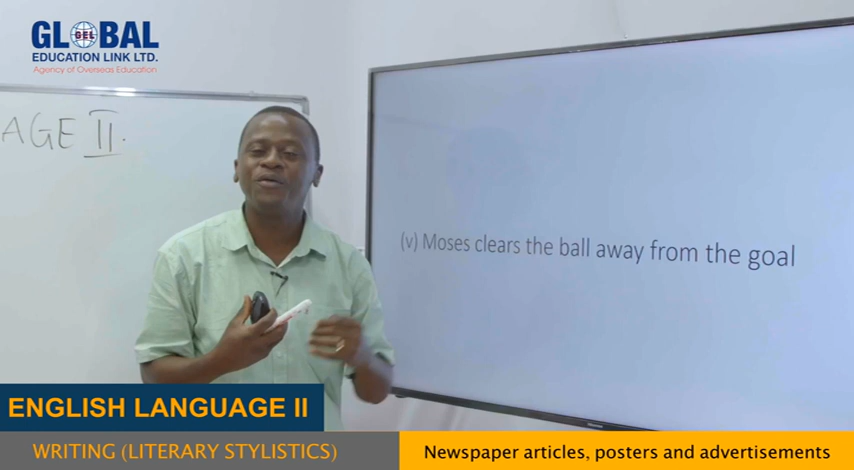 GLOBAL
GEL
EDUCATION LINK LTD.
Agency of Overseas Education
AGE II.
(v) Moses clears the ball away from the goal
ENGLISH LANGUAGE II
WRITING (LITERARY STYLISTICS)
Newspaper articles, posters and advertisements